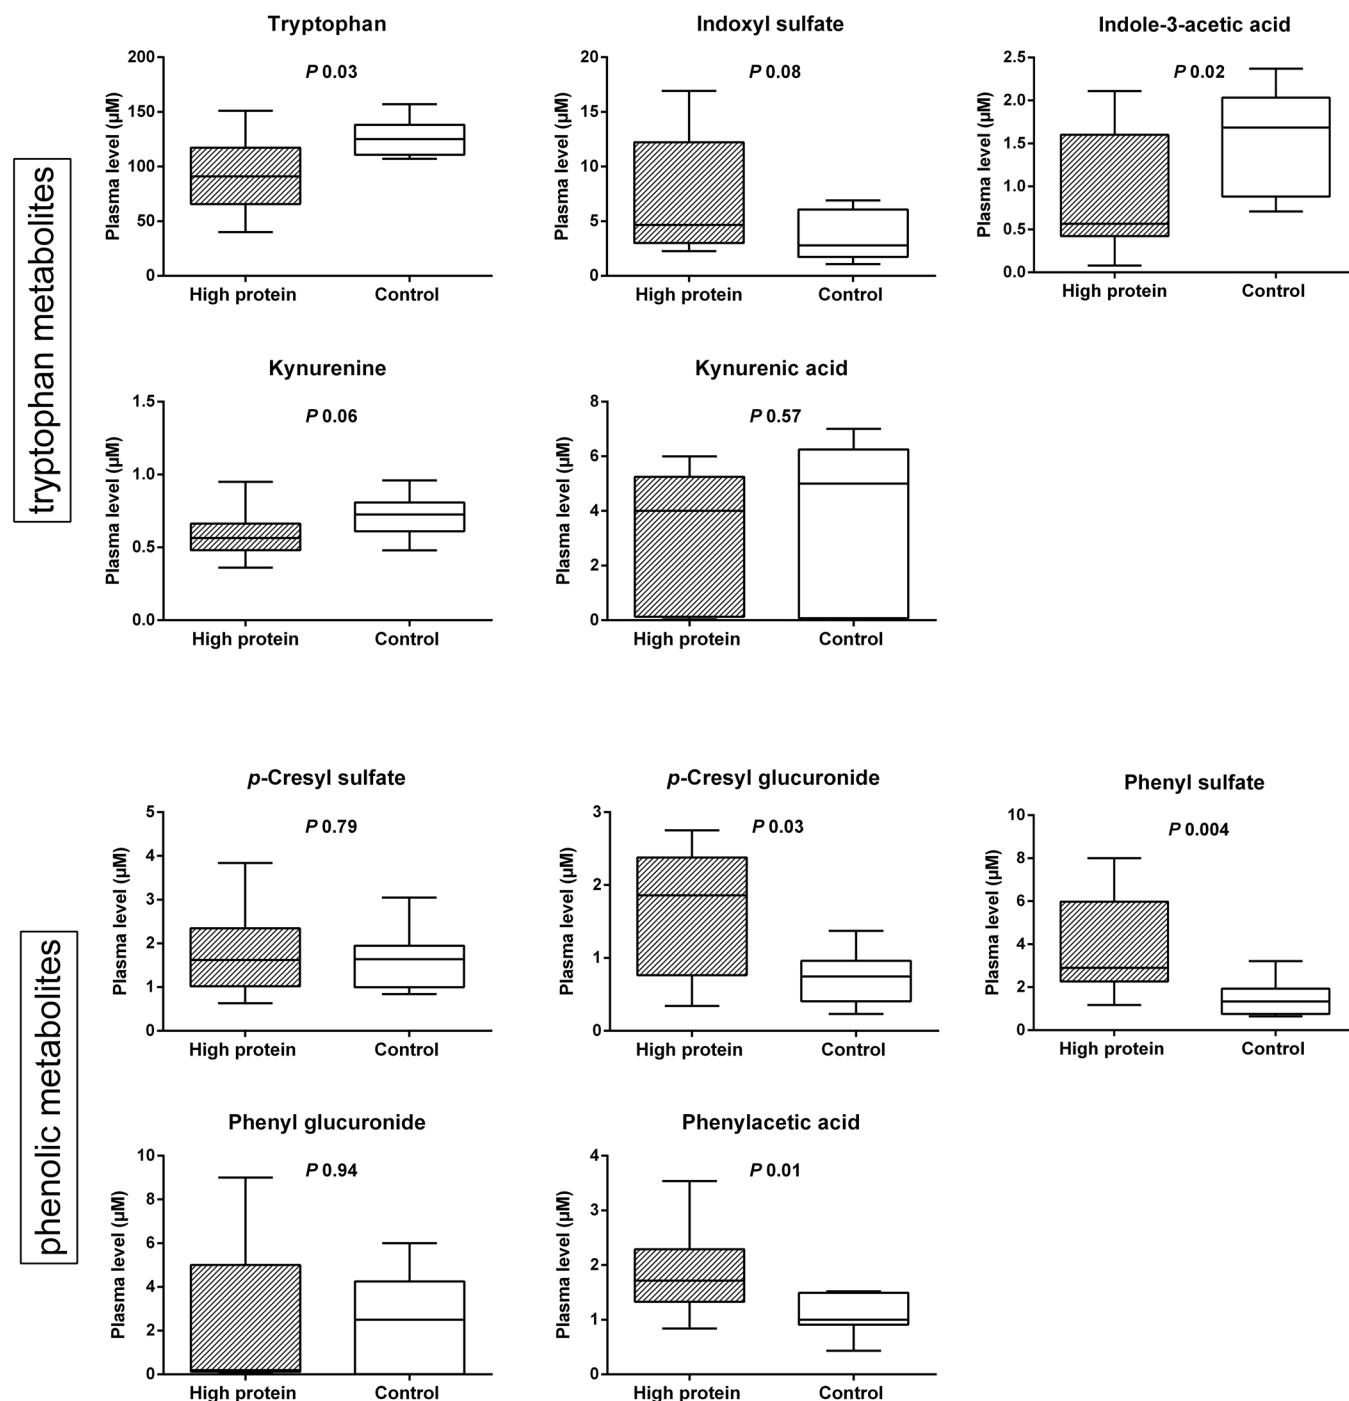 tryptophan metabolites
Tryptophan
P 0.03
Plasma level (µM)
200
150
100
50
0
High protein
Control
Indoxyl sulfate
P 0.08
Plasma level (µM)
20
15
10
5
0
High protein
Control
Indole-3-acetic acid
P 0.02
Plasma level (µM)
2.5
2.0
1.5
1.0
0.5
0.0
High protein
Control
Kynurenine
P 0.06
Plasma level (µM)
1.5
1.0
0.5
0.0
High protein
Control
Kynurenic acid
P 0.57
Plasma level (µM)
8
6
4
2
0
High protein
Control
phenolic metabolites
p-Cresyl sulfate
P 0.79
Plasma level (µM)
5
4
3
2
1
0
High protein
Control
p-Cresyl glucuronide
P 0.03
Plasma level (µM)
3
2
1
0
High protein
Control
Phenyl sulfate
P 0.004
Plasma level (µM)
10
8
6
4
2
0
High protein
Control
Phenyl glucuronide
P 0.94
Plasma level (µM)
10
8
6
4
2
0
High protein
Control
Phenylacetic acid
P 0.01
Plasma level (µM)
4
3
2
1
0
High protein
Control